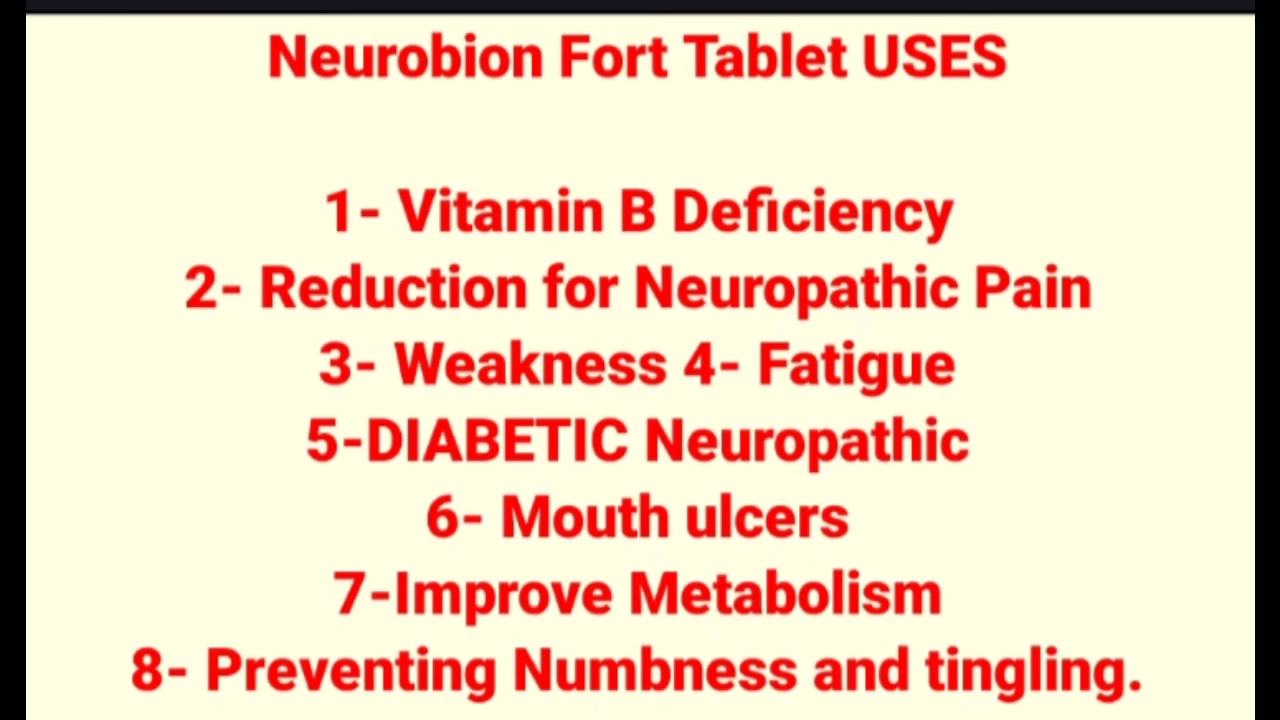 Neurobion Fort Tablet USES
1- Vitamin B Deficiency
2- Reduction for Neuropathic Pain
3- Weakness 4- Fatigue
5-DIABETIC Neuropathic
6- Mouth ulcers
7-Improve Metabolism
8- Preventing Numbness and tingling.